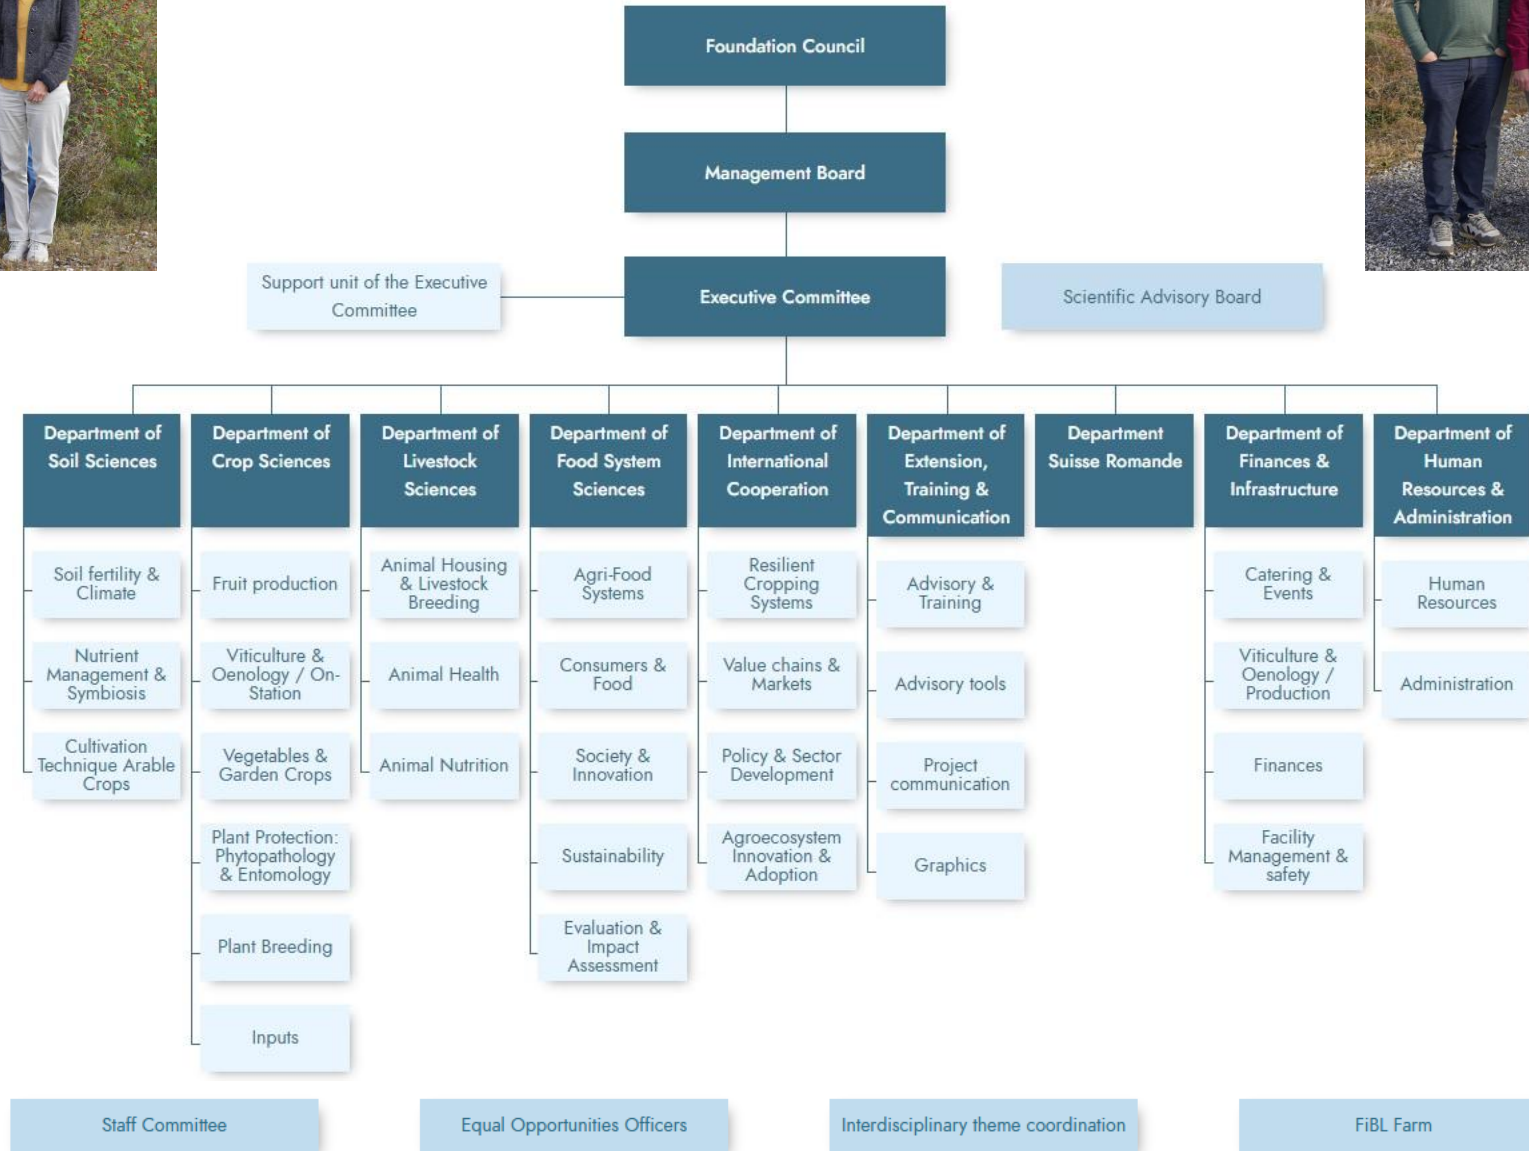 Foundation Council
Management Board
Support unit of the Executive
Committee
Executive Committee
Scientific Advisory Board
Department of
Soil Sciences
Department of
Crop Sciences
Department of
Livestock
Sciences
Department of
Food System
Sciences
Department of
International
Cooperation
Department of
Extension,
Training &
Communication
Department
Suisse Romande
Department of
Finances &
Infrastructure
Department of
Human
Resources &
Administration
Soil fertility &
Climate
Nutrient
Management &
Symbiosis
Cultivation
Technique Arable
Crops
Fruit production
Viticulture &
Oenology / On-
Station
Vegetables &
Garden Crops
Plant Protection:
Phytopathology
& Entomology
Plant Breeding
Inputs
Animal Housing
& Livestock
Breeding
Animal Health
Animal Nutrition
Agri-Food
Systems
Consumers &
Food
Society &
Innovation
Sustainability
Evaluation &
Impact
Assessment
Resilient
Cropping
Systems
Value chains &
Markets
Policy & Sector
Development
Agroecosystem
Innovation &
Adoption
Advisory &
Training
Advisory tools
Project
communication
Graphics
Catering &
Events
Viticulture &
Oenology /
Production
Finances
Facility
Management &
safety
Human
Resources
Administration
Staff Committee
Equal Opportunities Officers
Interdisciplinary theme coordination
FiBL Farm